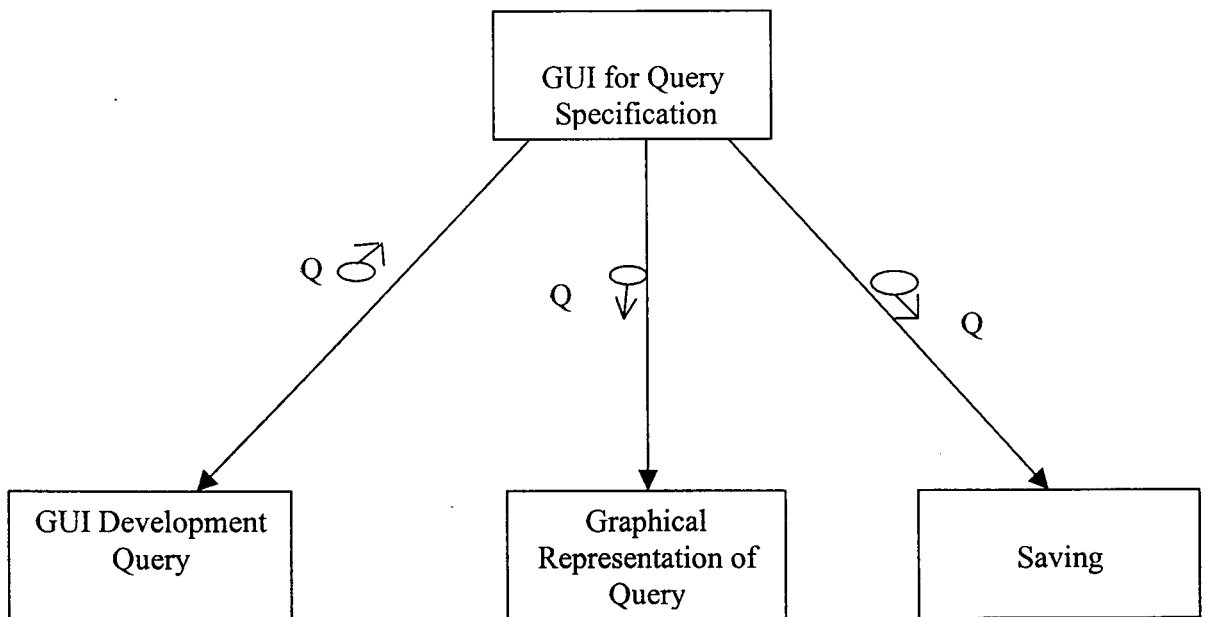 GUI for Query
Specification
Q
Q
Q
GUI Development
Query
Graphical
Representation of
Query
Saving